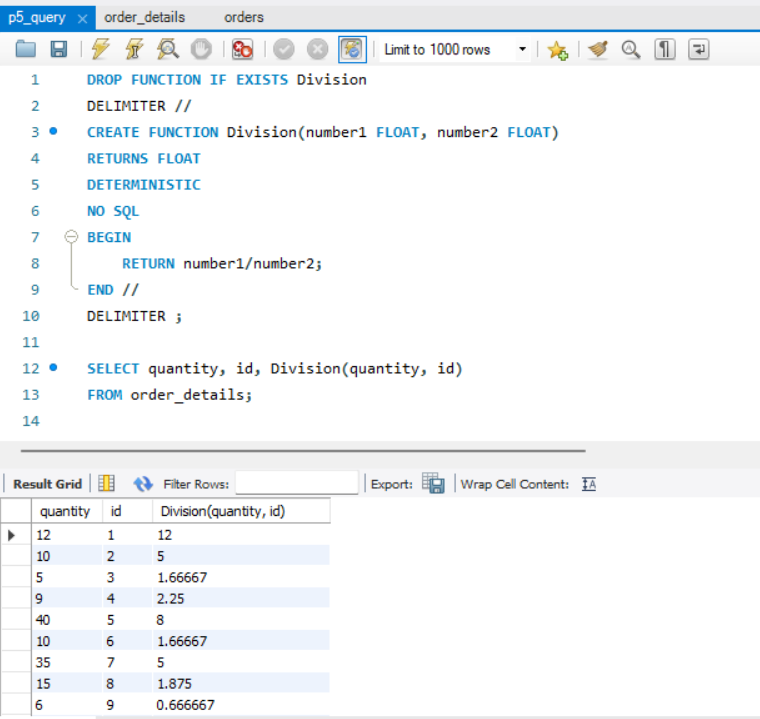 p5_query order_details orders
Limit to 1000 rows
1 DROP FUNCTION IF EXISTS Division
2 DELIMITER //
3 CREATE FUNCTION Division(number1 FLOAT, number2 FLOAT)
4 RETURNS FLOAT
5 DETERMINISTIC
6 NO SQL
7 BEGIN
8 RETURN number1/number2;
9 END //
10 DELIMITER ;
11
12 SELECT quantity, id, Division(quantity, id)
13 FROM order_details;
14
Result Grid Filter Rows: Export: Wrap Cell Content: IA
quantity id Division(quantity, id)
12 1 12
10 2 5
5 3 1.66667
9 4 2.25
40 5 8
10 6 1.66667
35 7 5
15 8 1.875
6 9 0.666667